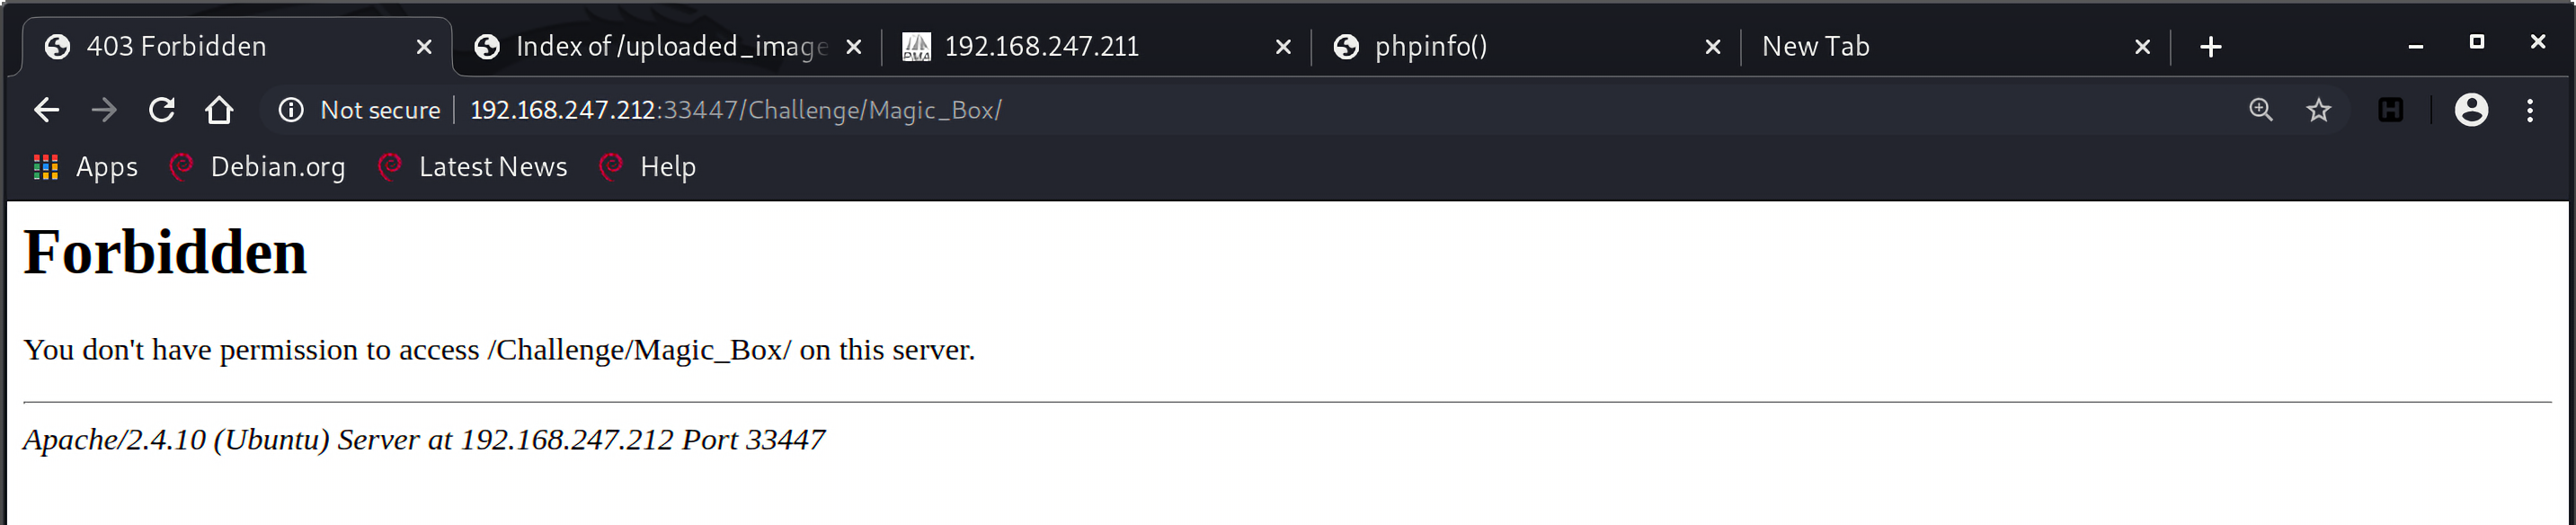 403 Forbidden Index of /uploaded_image 192.168.247.211 phpinfo() New Tab
Not secure 192.168.247.212:33447/Challenge/Magic_Box/
Apps Debian.org Latest News Help
Forbidden
You don't have permission to access /Challenge/Magic_Box/ on this server.
Apache/2.4.10 (Ubuntu) Server at 192.168.247.212 Port 33447